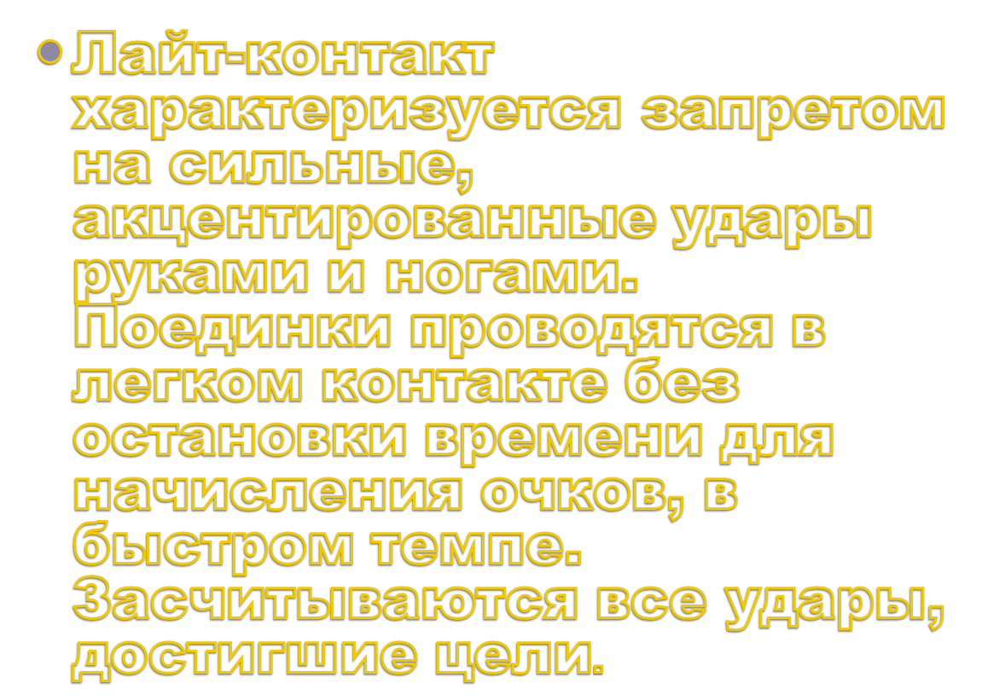 Лайт-контакт
характеризуется запретом
на сильные,
акцентированные удары
руками и ногами.
Поединки проводятся в
легком контакте без
остановки времени для
начисления очков, в
быстром темпе.
Засчитываются все удары,
достигшие цели.